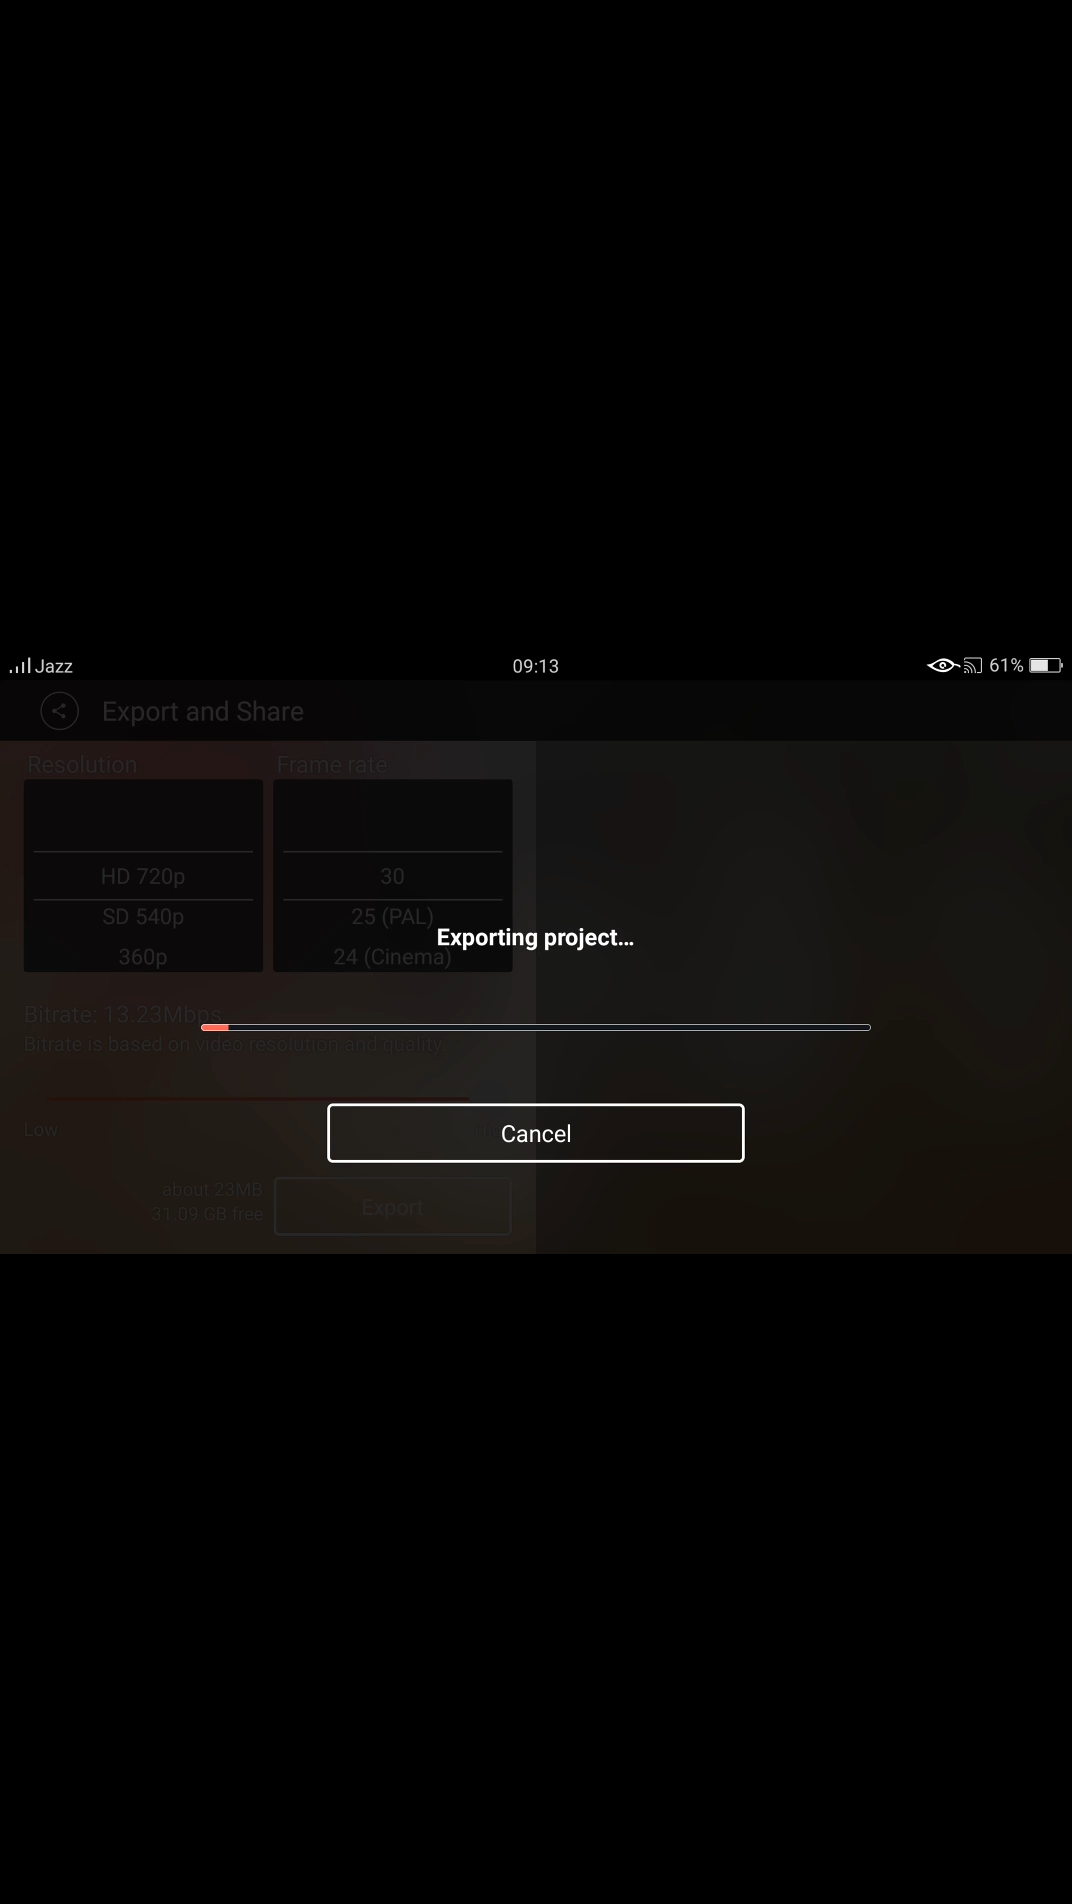 Jazz 09:13 61%
Export and Share
Resolution Frame rate
HD 720p 30
SD 540p 25 (PAL)
Exporting project...
360p 24 (Cinema)
Bitrate: 13.23Mbps
Bitrate is based on video resolution and quality.
Low
Cancel
about 23MB
31.09 GB free
Export